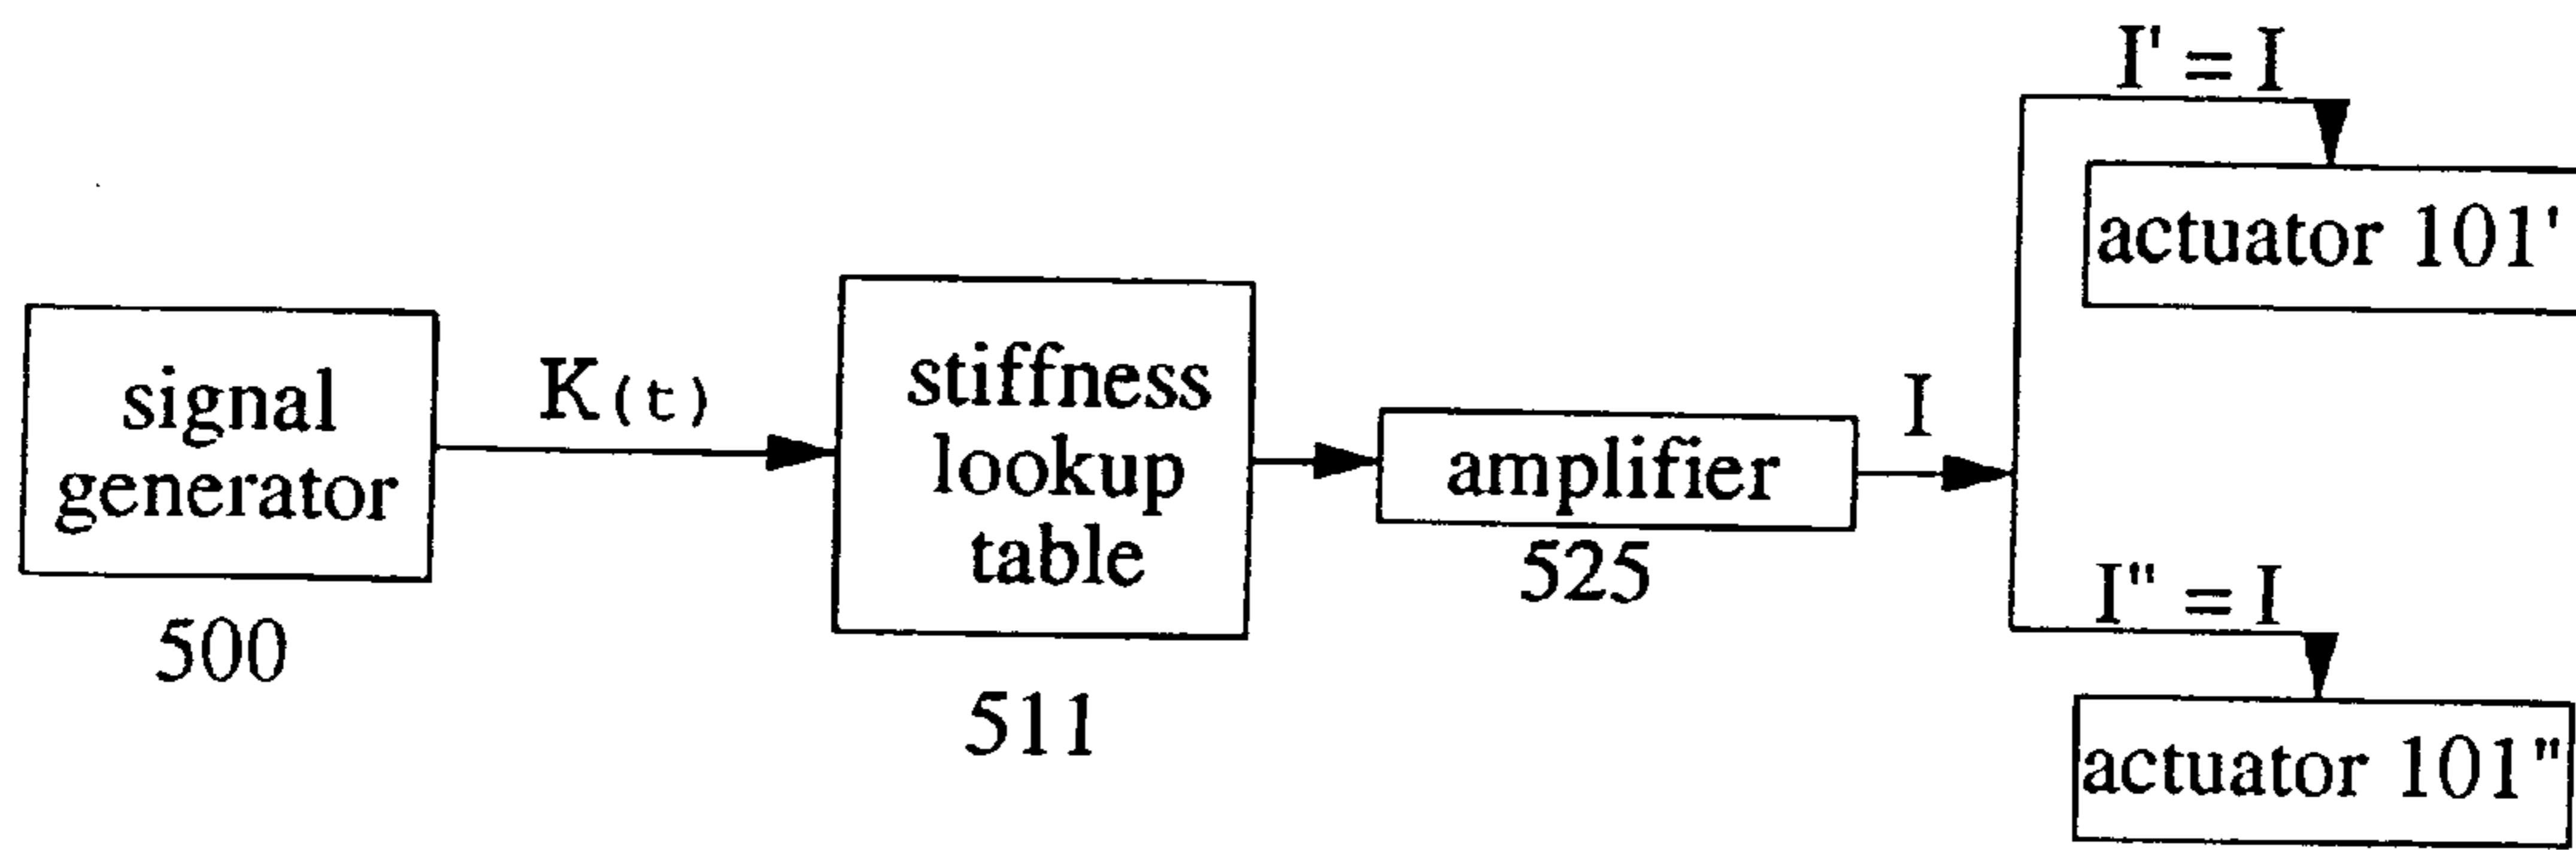 signal
generator
500
K(t)
stiffness
lookup
table
511
amplifier
525
I
I' = I
actuator 101'
I" = I
actuator 101"